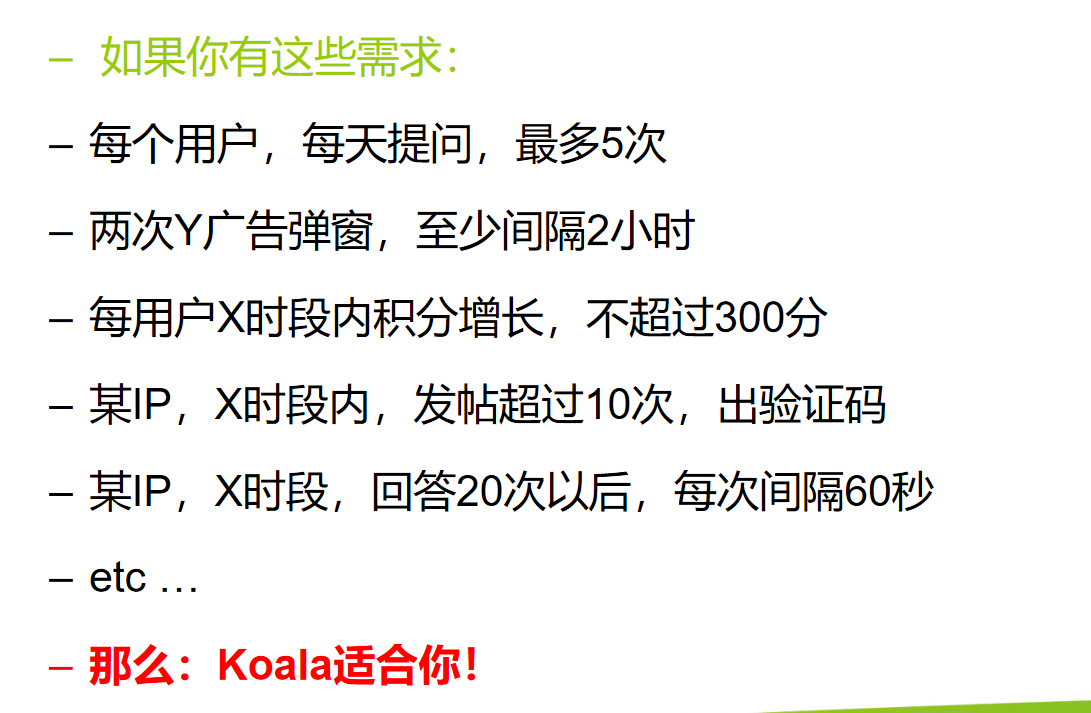 – 如果你有这些需求：
– 每个用户，每天提问，最多5次
– 两次Y广告弹窗，至少间隔2小时
– 每用户X时段内积分增长，不超过300分
– 某IP，X时段内，发帖超过10次，出验证码
– 某IP，X时段，回答20次以后，每次间隔60秒
– etc …
– 那么：Koala适合你！